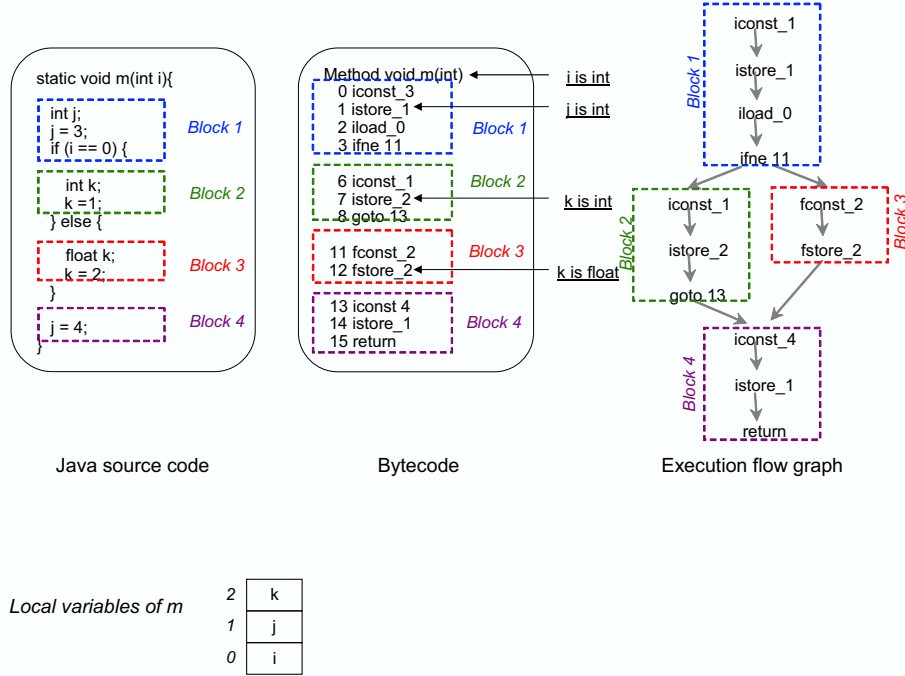 static void m(int i){
int j;
j = 3;
if (i == 0) {
Block 1
int k;
k =1;
Block 2
} else {
float k;
k = 2;
Block 3
}
j = 4;
Block 4
}
Java source code
Method void m(int)
0 iconst_3
1 istore_1
2 iload_0
3 ifne 11
Block 1
6 iconst_1
7 istore_2
8 goto 13
Block 2
11 fconst_2
12 fstore_2
Block 3
13 iconst 4
14 istore_1
15 return
Block 4
Bytecode
i is int
j is int
k is int
k is float
Block 1
iconst_1
istore_1
iload_0
ifne 11
Block 2
iconst_1
istore_2
goto 13
fconst_2
fstore_2
Block 3
Block 4
iconst_4
istore_1
return
Execution flow graph
Local variables of m
2 k
1 j
0 i